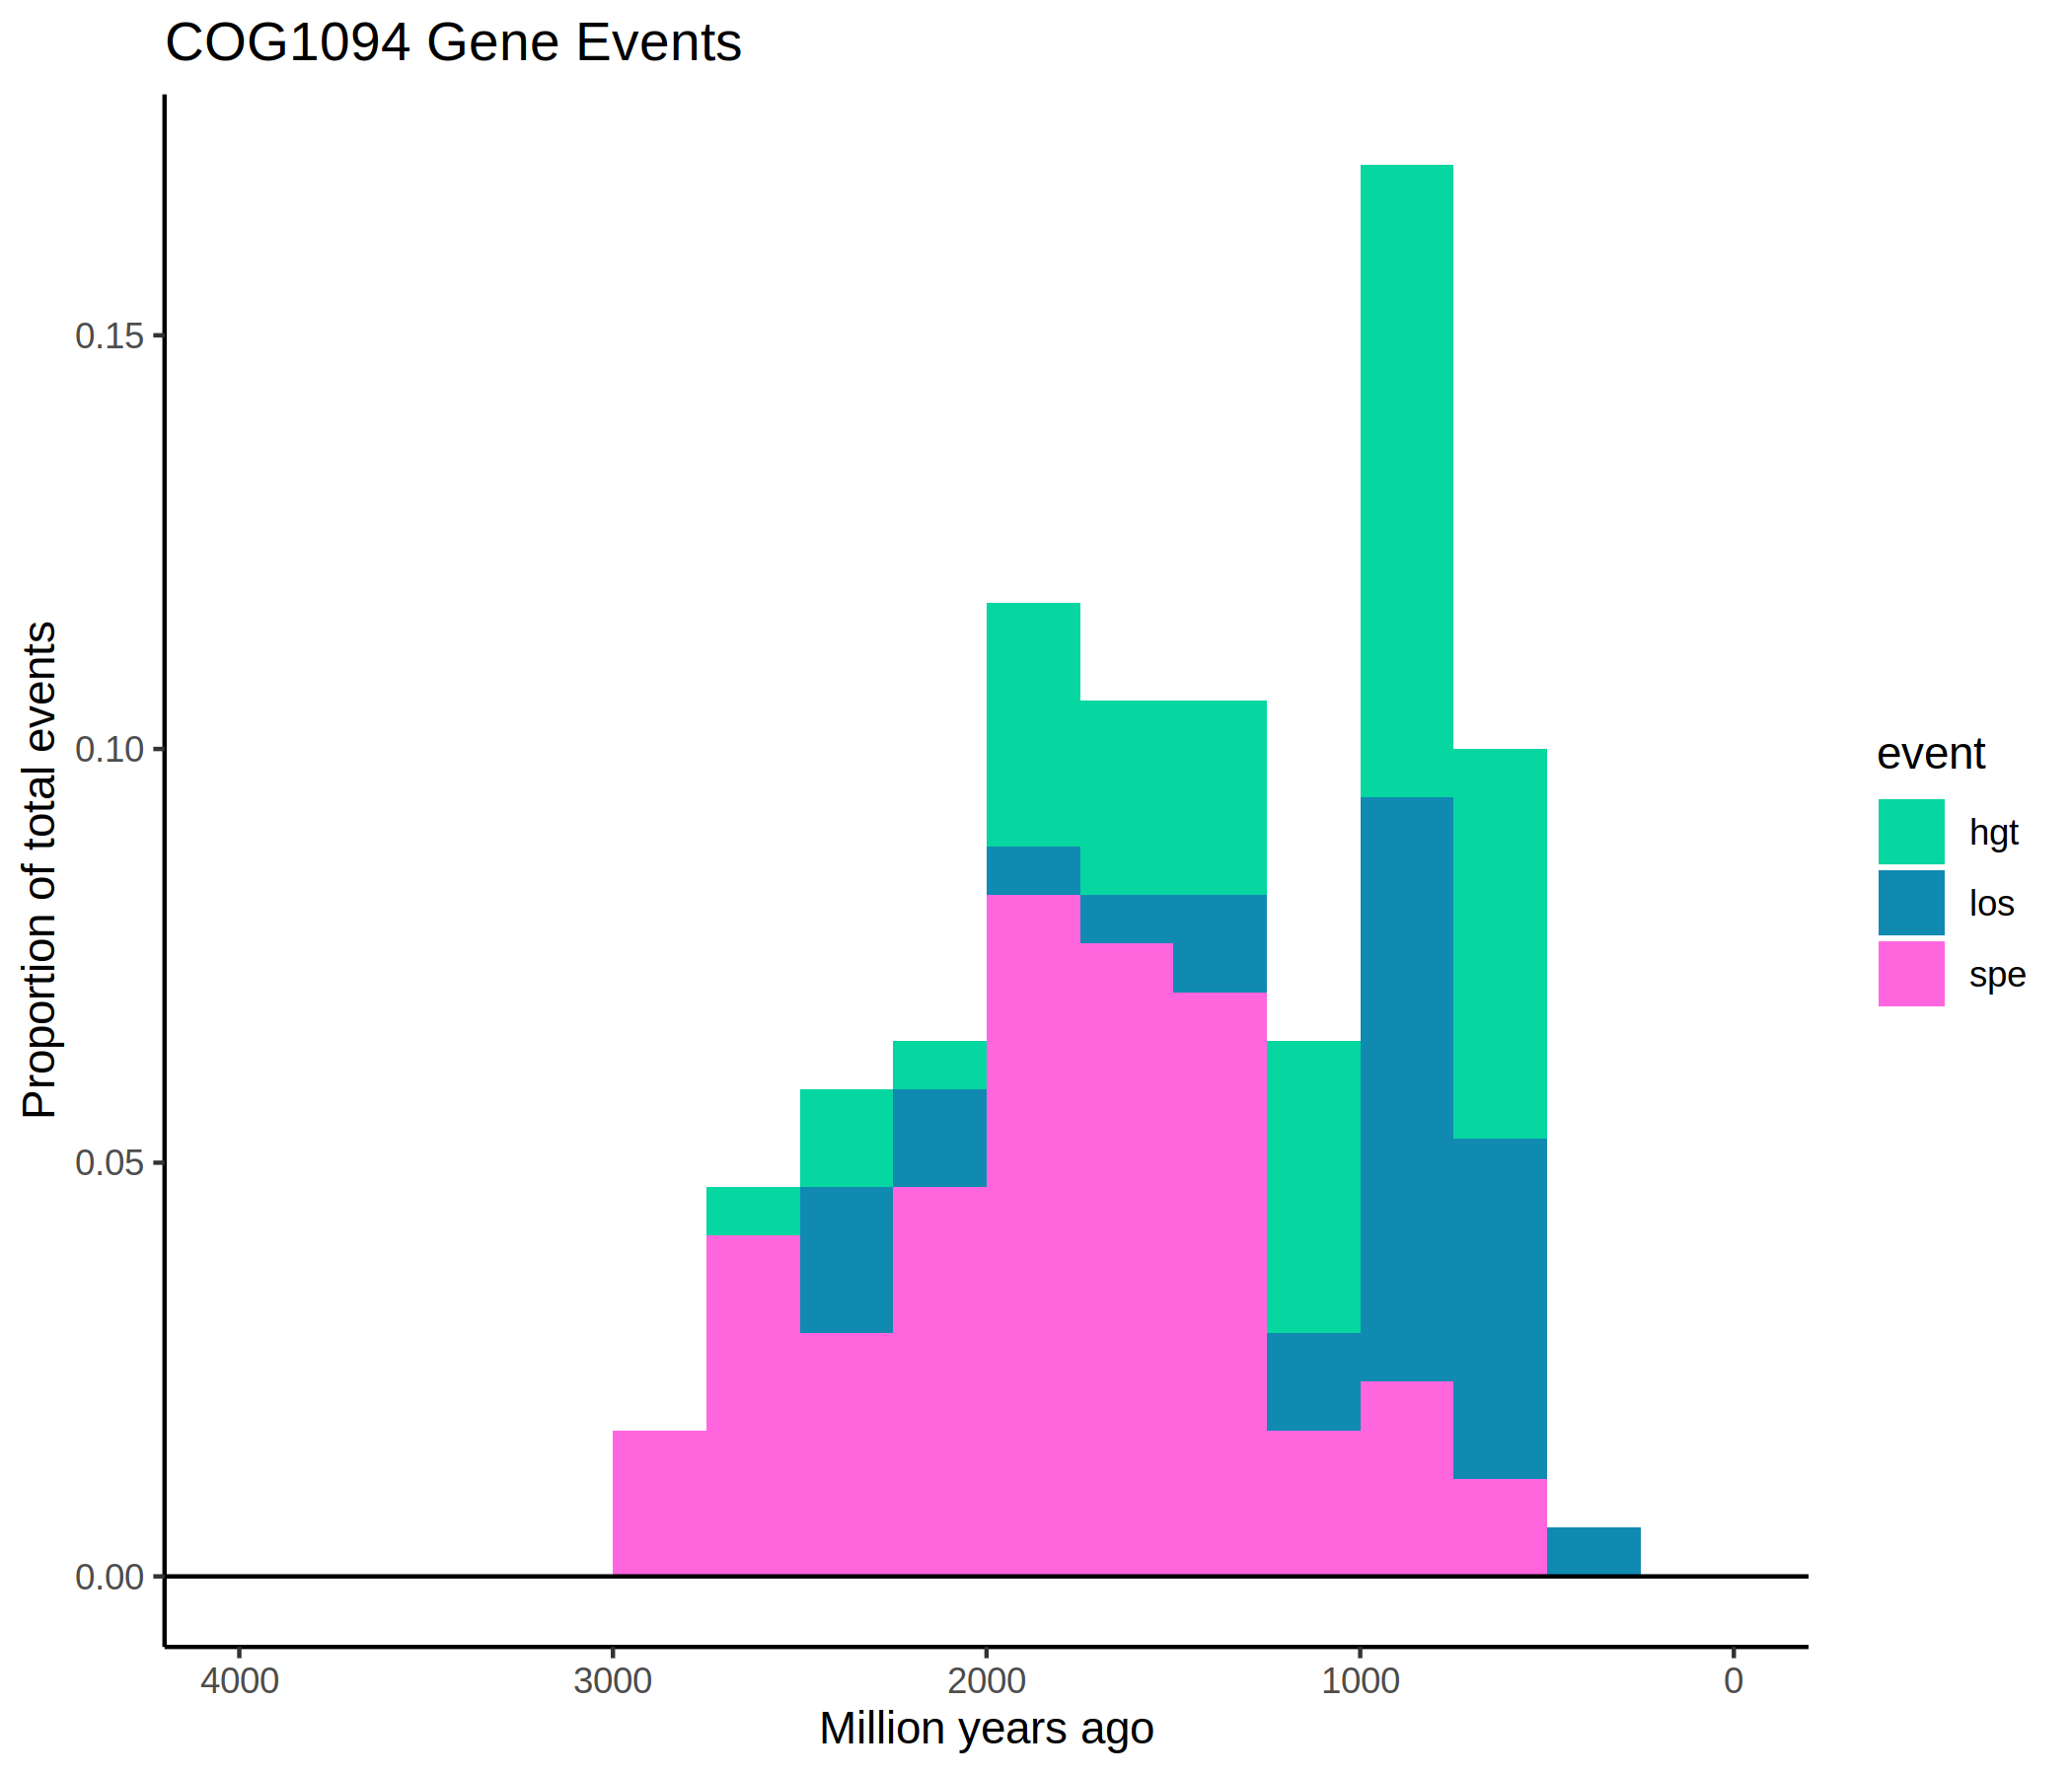 COG1094 Gene Events
Proportion of total events
0.15
0.10
0.05
0.00
4000 3000 2000 1000 0
Million years ago
event
hgt
los
spe